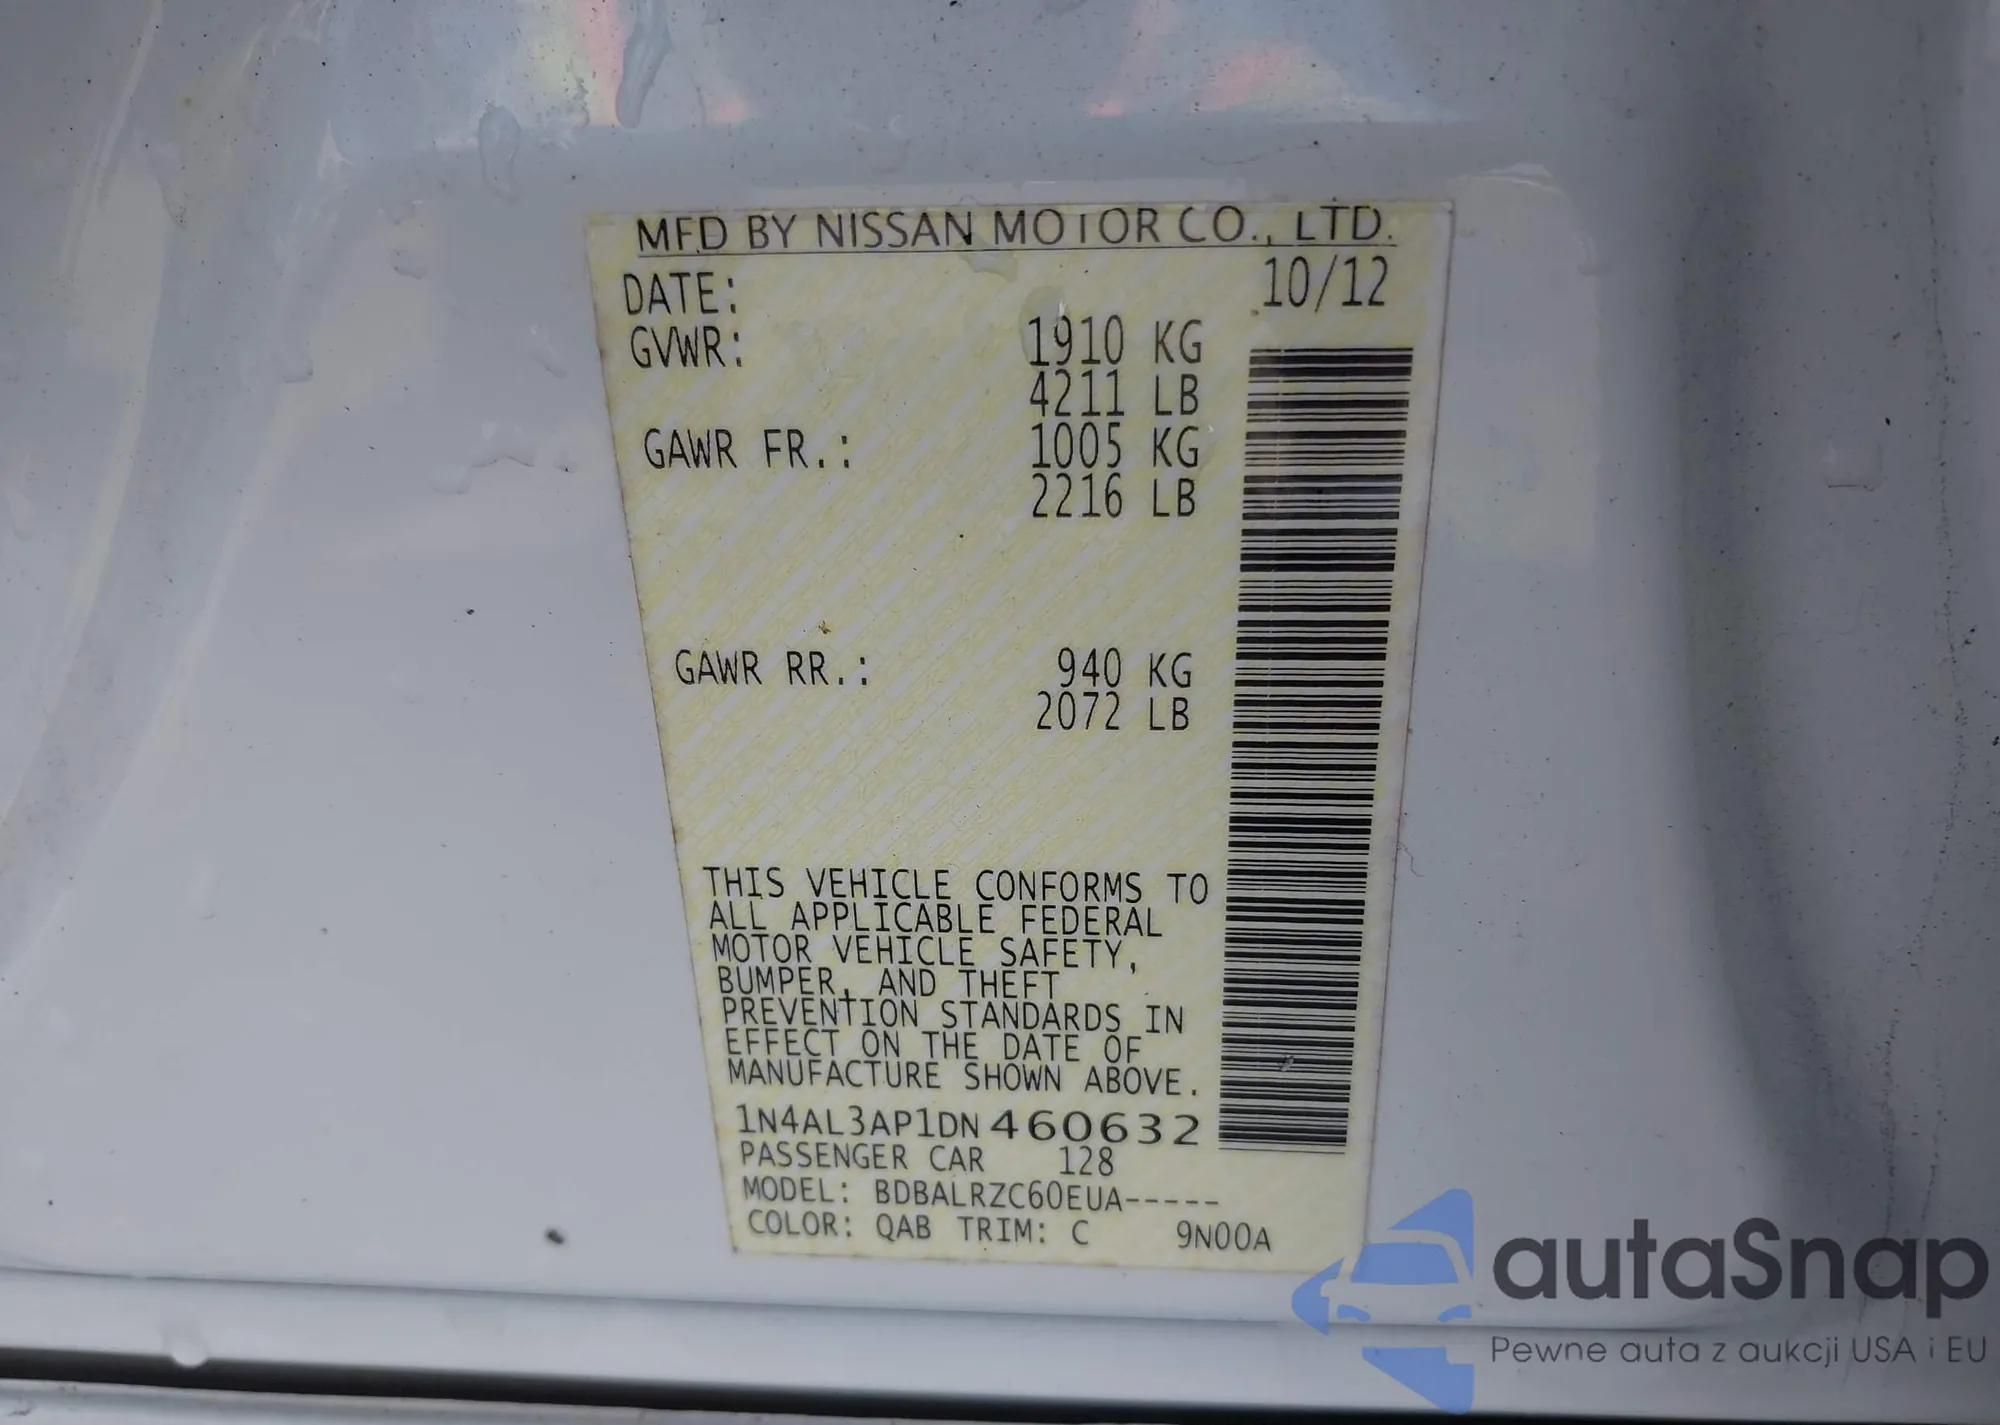 MFD BY NISSAN MOTOR CO., LTD.
DATE: 10/12
GVWR: 1910 KG
4211 LB
GAWR FR.: 1005 KG
2216 LB
GAWR RR.: 940 KG
2072 LB
THIS VEHICLE CONFORMS TO
ALL APPLICABLE FEDERAL
MOTOR VEHICLE SAFETY,
BUMPER, AND THEFT
PREVENTION STANDARDS IN
EFFECT ON THE DATE OF
MANUFACTURE SHOWN ABOVE.
1N4AL3AP1DN460632
PASSENGER CAR 128
MODEL: BDBALRZC60EUA-----
COLOR: QAB TRIM: C 9N00A
autaSnap
Pewne auta z aukcji USA i EU